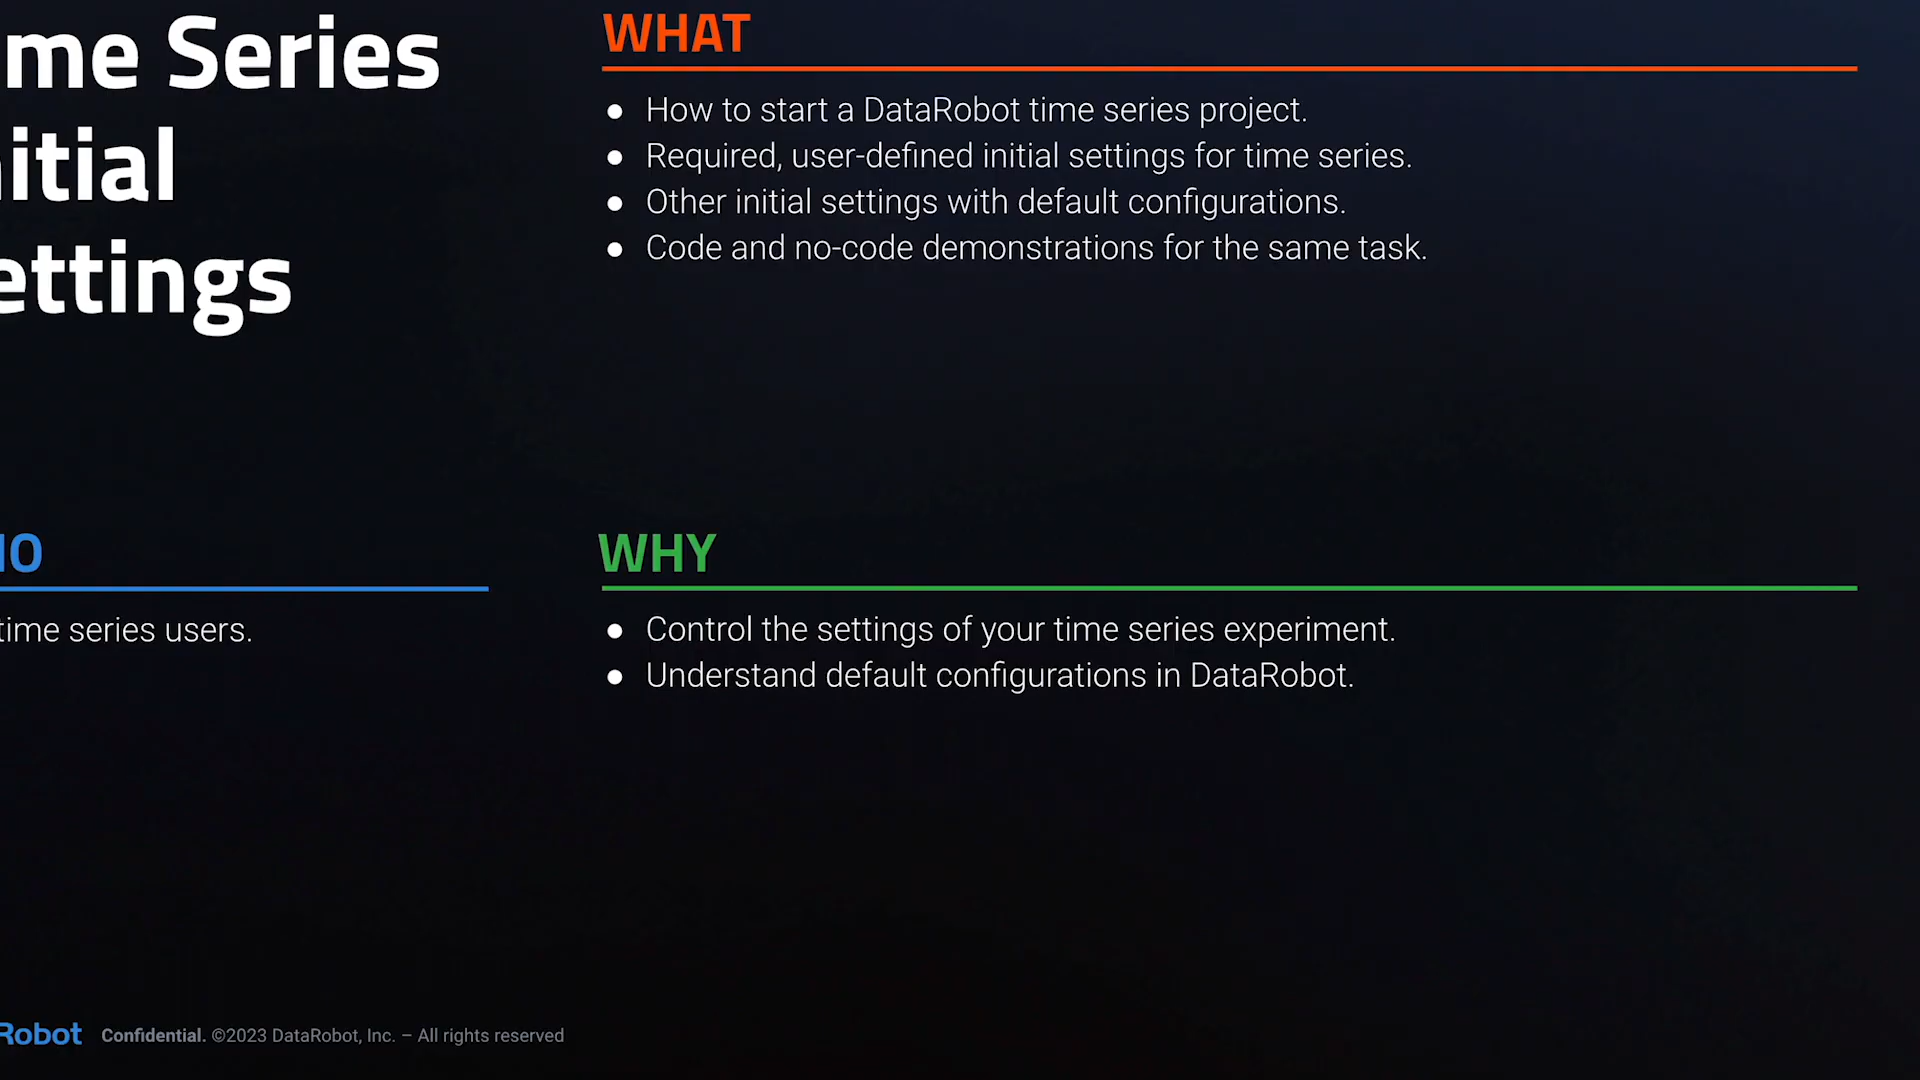 me Series
itial
ettings
WHAT
● How to start a DataRobot time series project.
● Required, user-defined initial settings for time series.
● Other initial settings with default configurations.
● Code and no-code demonstrations for the same task.
IO
time series users.
WHY
● Control the settings of your time series experiment.
● Understand default configurations in DataRobot.
Robot Confidential. ©2023 DataRobot, Inc. – All rights reserved